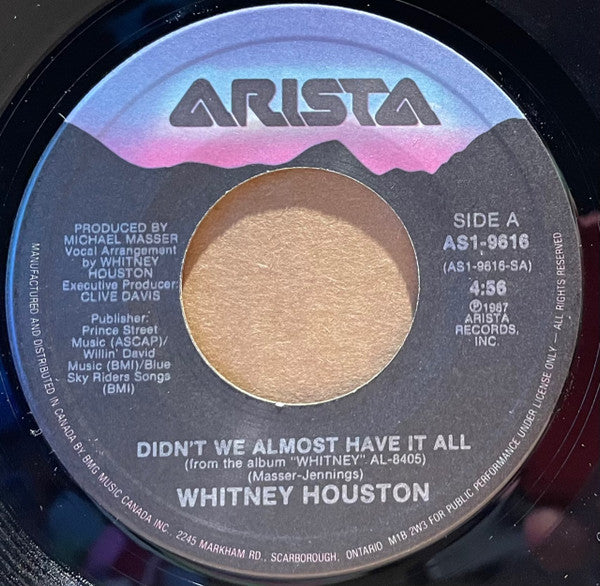 ARISTA
PRODUCED BY
MICHAEL MASSER
Vocal Arrangement
by WHITNEY
HOUSTON
Executive Producer:
CLIVE DAVIS
Publisher:
Prince Street
Music (ASCAP)/
Willin' David
Music (BMI)/Blue
Sky Riders Songs
(BMI)
SIDE A
AS1-9616
(AS1-9616-SA)
4:56
℗1987
ARISTA
RECORDS,
INC.
DIDN'T WE ALMOST HAVE IT ALL
(from the album "WHITNEY" AL-8405)
(Masser-Jennings)
WHITNEY HOUSTON
MANUFACTURED AND DISTRIBUTED IN CANADA BY BMG MUSIC CANADA INC., 2245 MARKHAM RD., SCARBOROUGH, ONTARIO M1B 2W3 FOR PUBLIC PERFORMANCE UNDER LICENSE ONLY — ALL RIGHTS RESERVED